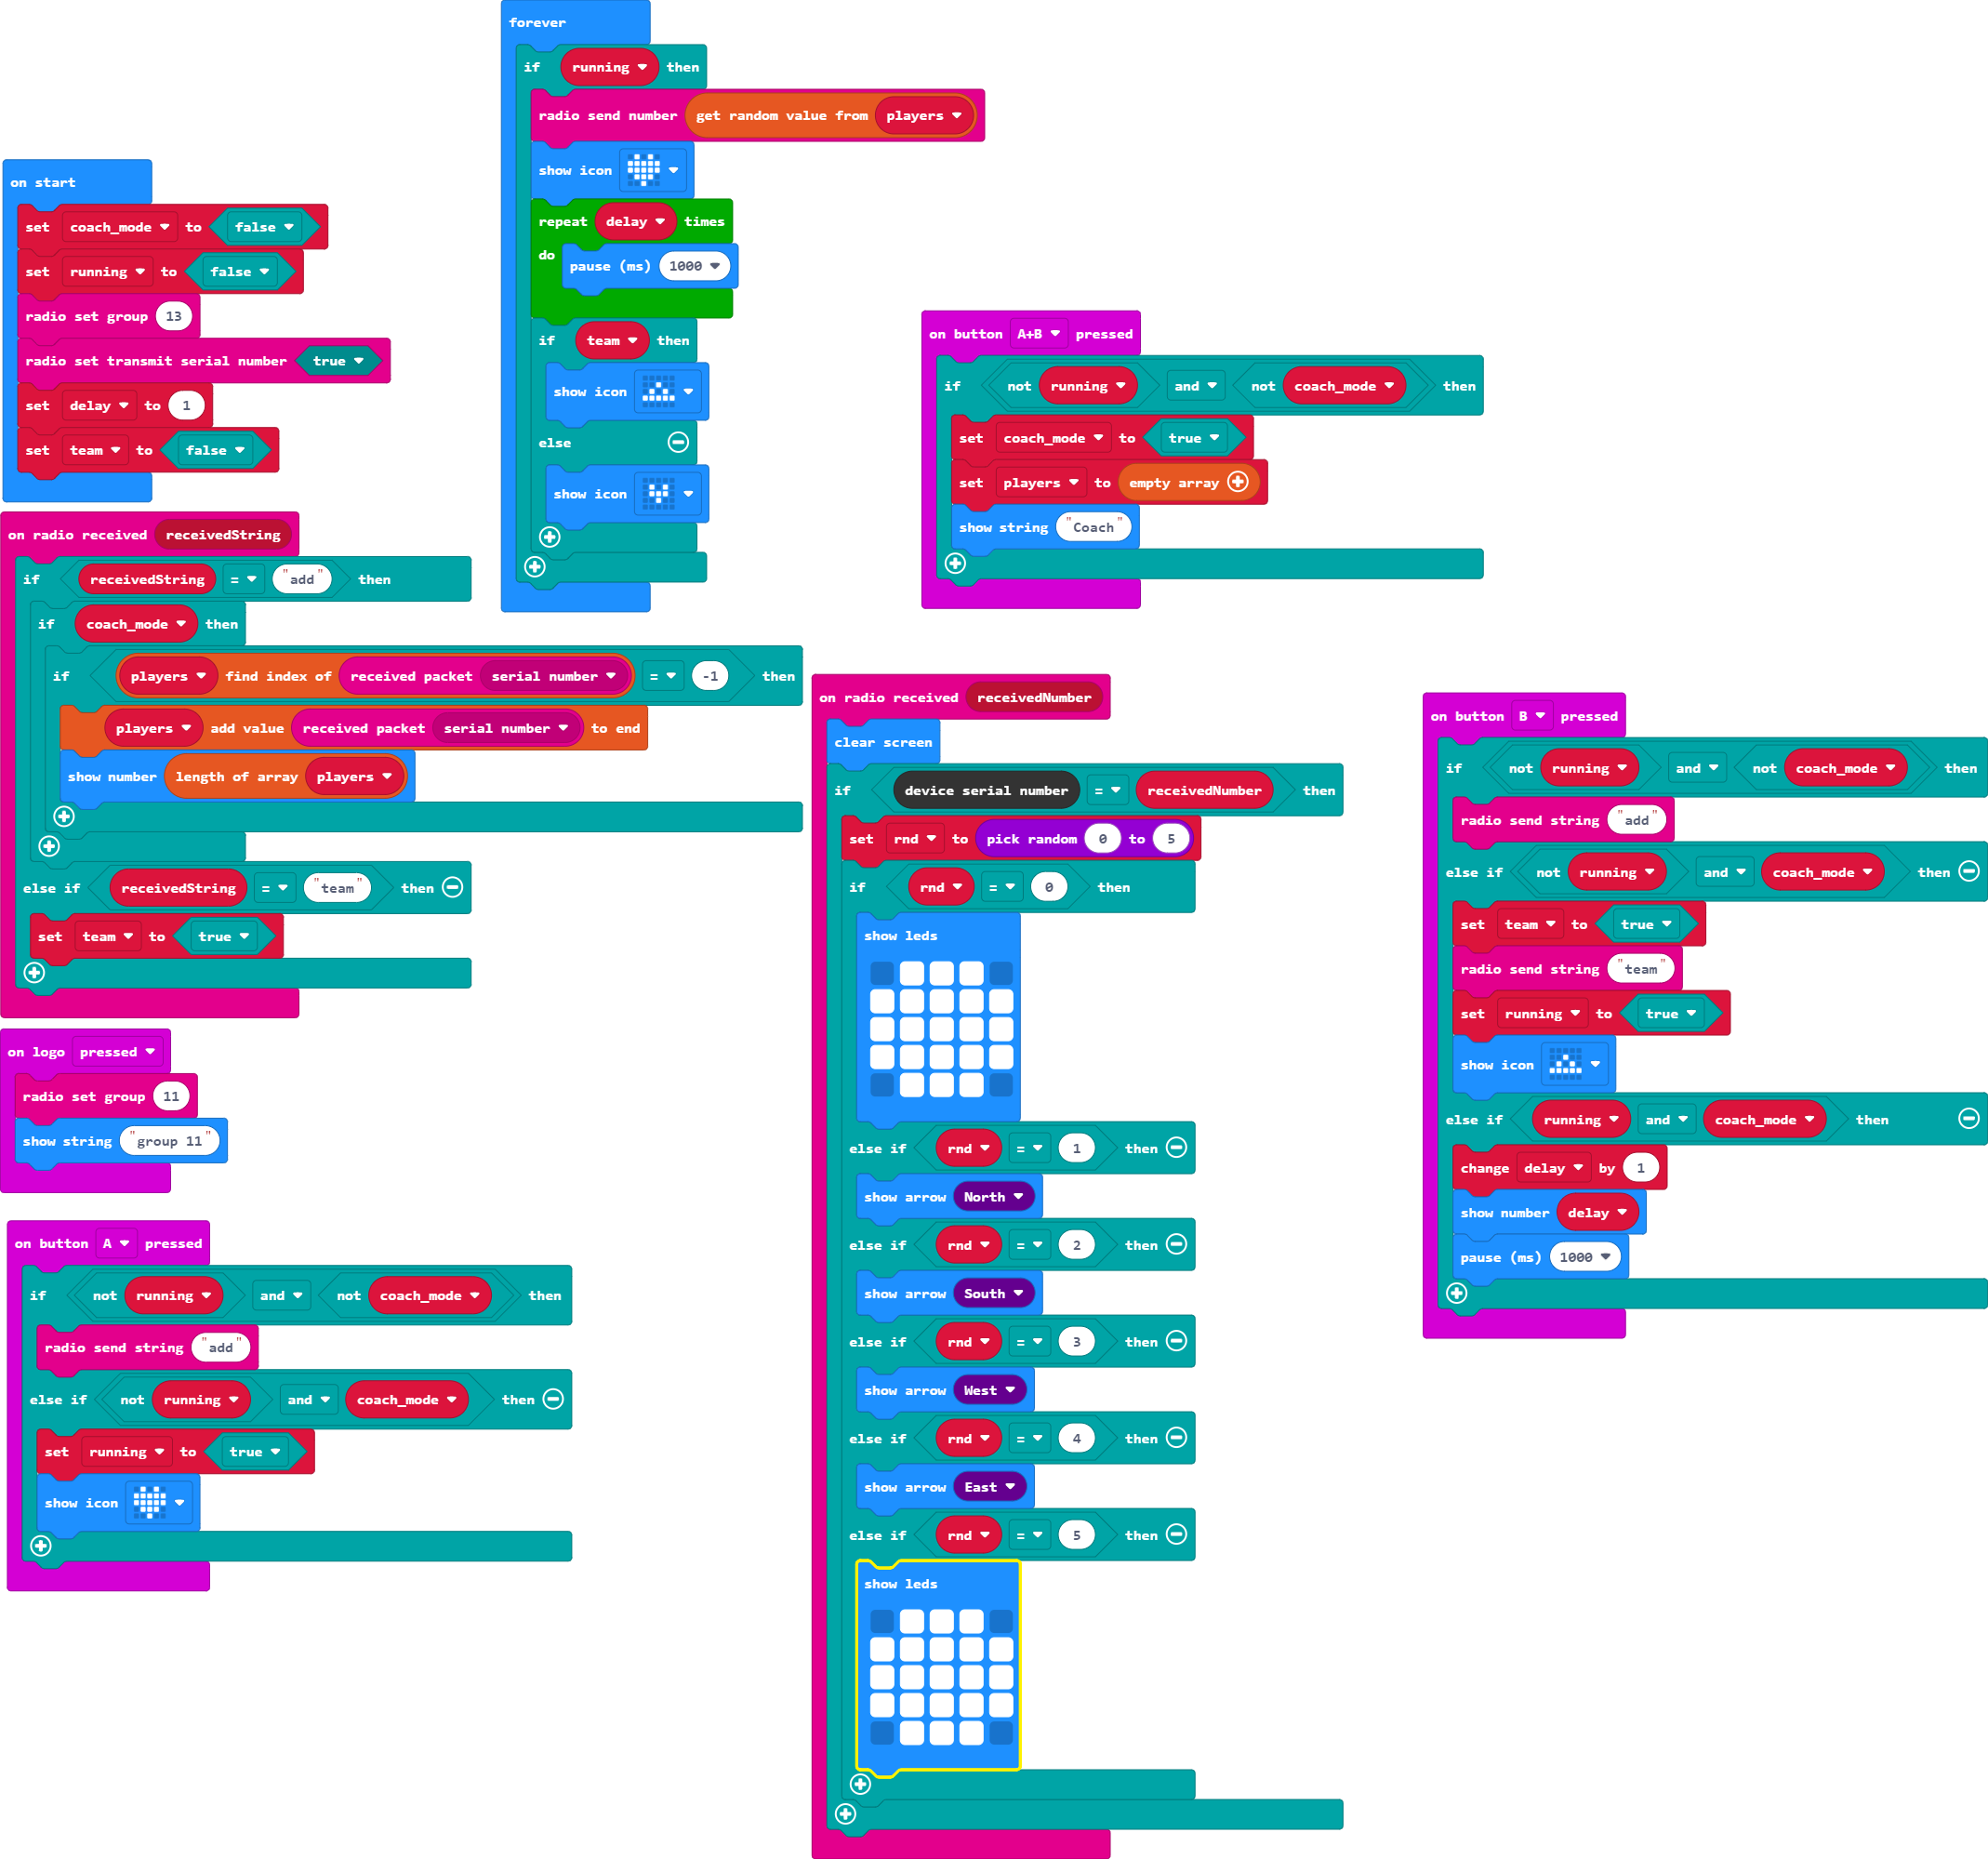 forever
if running then
radio send number get random value from players
show icon
repeat delay times
do pause (ms) 1000
if team then
show icon
else
show icon
on start
set coach_mode to false
set running to false
radio set group 13
radio set transmit serial number true
set delay to 1
set team to false
on button A+B pressed
if not running and not coach_mode then
set coach_mode to true
set players to empty array
show string "Coach"
on radio received receivedString
if receivedString = "add" then
if coach_mode then
if players find index of received packet serial number = -1 then
players add value received packet serial number to end
show number length of array players
else if receivedString = "team" then
set team to true
on logo pressed
radio set group 11
show string "group 11"
on button A pressed
if not running and not coach_mode then
radio send string "add"
else if not running and coach_mode then
set running to true
show icon
on radio received receivedNumber
clear screen
if device serial number = receivedNumber then
set rnd to pick random 0 to 5
if rnd = 0 then
show leds
else if rnd = 1 then
show arrow North
else if rnd = 2 then
show arrow South
else if rnd = 3 then
show arrow West
else if rnd = 4 then
show arrow East
else if rnd = 5 then
show leds
on button B pressed
if not running and not coach_mode then
radio send string "add"
else if not running and coach_mode then
set team to true
radio send string "team"
set running to true
show icon
else if running and coach_mode then
change delay by 1
show number delay
pause (ms) 1000